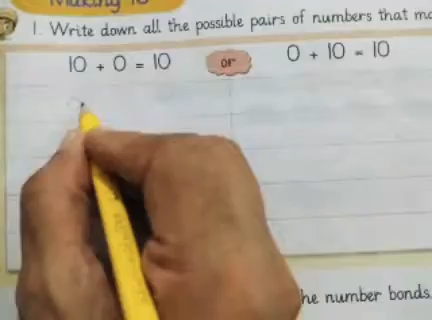 Making 10
1. Write down all the possible pairs of numbers that
10 + 0 = 10 or 0 + 10 = 10
he number bonds